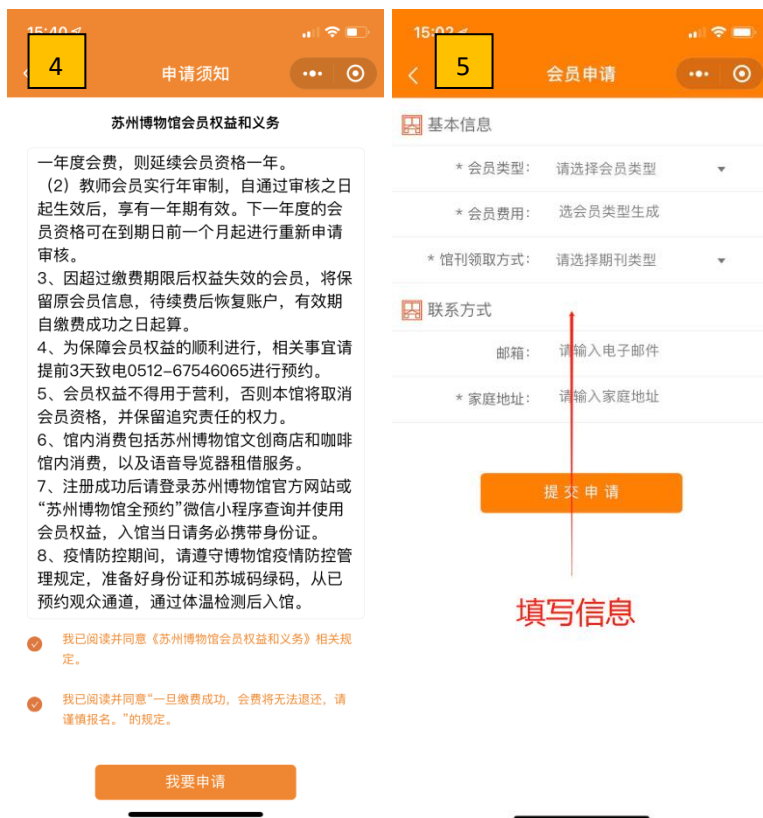 15:40
4
申请须知
苏州博物馆会员权益和义务
一年度会费，则延续会员资格一年。
（2）教师会员实行年审制，自通过审核之日
起生效后，享有一年期有效。下一年度的会
员资格可在到期日前一个月起进行重新申请
审核。
3、因超过缴费期限后权益失效的会员，将保
留原会员信息，待续费后恢复账户，有效期
自缴费成功之日起算。
4、为保障会员权益的顺利进行，相关事宜请
提前3天致电0512-67546065进行预约。
5、会员权益不得用于营利，否则本馆将取消
会员资格，并保留追究责任的权力。
6、馆内消费包括苏州博物馆文创商店和咖啡
馆内消费，以及语音导览器租借服务。
7、注册成功后请登录苏州博物馆官方网站或
“苏州博物馆全预约”微信小程序查询并使用
会员权益，入馆当日请务必携带身份证。
8、疫情防控期间，请遵守博物馆疫情防控管
理规定，准备好身份证和苏城码绿码，从已
预约观众通道，通过体温检测后入馆。
我已阅读并同意《苏州博物馆会员权益和义务》相关规
定。
我已阅读并同意“一旦缴费成功，会费将无法退还，请
谨慎报名。”的规定。
我要申请
15:02
5
会员申请
基本信息
* 会员类型： 请选择会员类型
* 会员费用： 选会员类型生成
* 馆刊领取方式： 请选择期刊类型
联系方式
邮箱： 请输入电子邮件
* 家庭地址： 请输入家庭地址
提交申请
填写信息